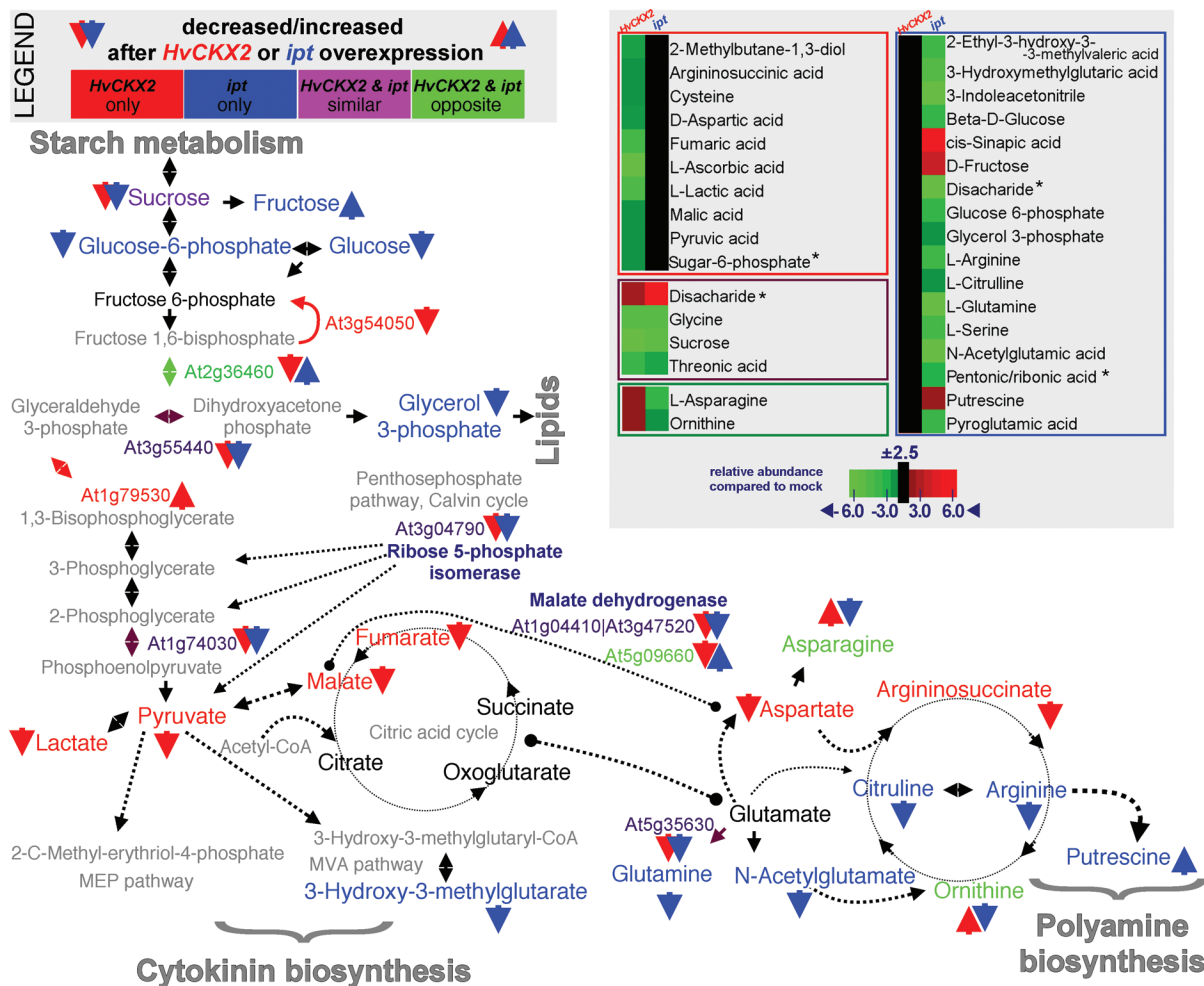 LEGEND
decreased/increased
after HvCKX2 or ipt overexpression
HvCKX2
only
ipt
only
HvCKX2 & ipt
similar
HvCKX2 & ipt
opposite
Starch metabolism
Sucrose
Fructose
Glucose-6-phosphate
Glucose
Fructose 6-phosphate
Fructose 1,6-bisphosphate
At3g54050
At2g36460
Glyceraldehyde
3-phosphate
Dihydroxyacetone
phosphate
Glycerol
3-phosphate
Lipids
At3g55440
At1g79530
1,3-Bisophosphoglycerate
Penthosephosphate
pathway, Calvin cycle
At3g04790
Ribose 5-phosphate
isomerase
3-Phosphoglycerate
2-Phosphoglycerate
At1g74030
Phosphoenolpyruvate
Pyruvate
Lactate
Fumarate
Malate
Succinate
Citric acid cycle
Acetyl-CoA
Citrate
Oxoglutarate
Malate dehydrogenase
At1g04410|At3g47520
At5g09660
Asparagine
Aspartate
Argininosuccinate
Citruline
Arginine
Glutamate
At5g35630
Glutamine
N-Acetylglutamate
Ornithine
Putrescine
2-C-Methyl-erythriol-4-phosphate
MEP pathway
3-Hydroxy-3-methylglutaryl-CoA
MVA pathway
3-Hydroxy-3-methylglutarate
Cytokinin biosynthesis
Polyamine
biosynthesis
HvCKX2
ipt
2-Methylbutane-1,3-diol
Argininosuccinic acid
Cysteine
D-Aspartic acid
Fumaric acid
L-Ascorbic acid
L-Lactic acid
Malic acid
Pyruvic acid
Sugar-6-phosphate *
Disacharide *
Glycine
Sucrose
Threonic acid
L-Asparagine
Ornithine
HvCKX2
ipt
2-Ethyl-3-hydroxy-3-
-3-methylvaleric acid
3-Hydroxymethylglutaric acid
3-Indoleacetonitrile
Beta-D-Glucose
cis-Sinapic acid
D-Fructose
Disacharide *
Glucose 6-phosphate
Glycerol 3-phosphate
L-Arginine
L-Citrulline
L-Glutamine
L-Serine
N-Acetylglutamic acid
Pentonic/ribonic acid *
Putrescine
Pyroglutamic acid
±2.5
relative abundance
compared to mock
- 6.0 -3.0 3.0 6.0